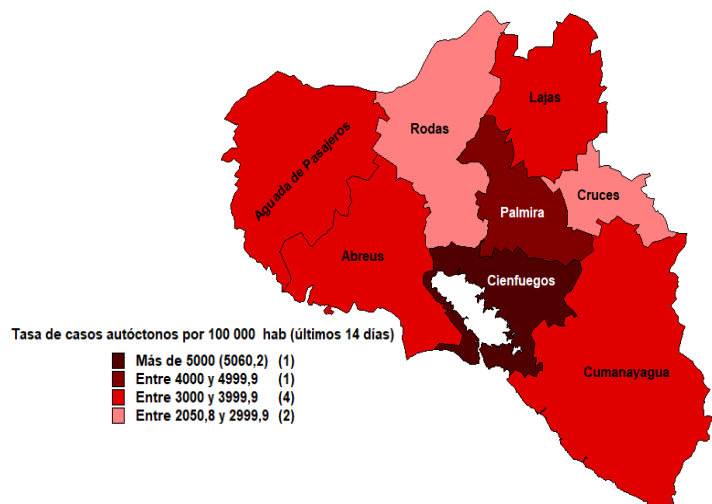 Lajas
Rodas
Aguada de Pasajeros
Cruces
Palmira
Abreus
Cienfuegos
Cumanayagua
Tasa de casos autóctonos por 100 000 hab (últimos 14 días)
Más de 5000 (5060,2) (1)
Entre 4000 y 4999,9 (1)
Entre 3000 y 3999,9 (4)
Entre 2050,8 y 2999,9 (2)